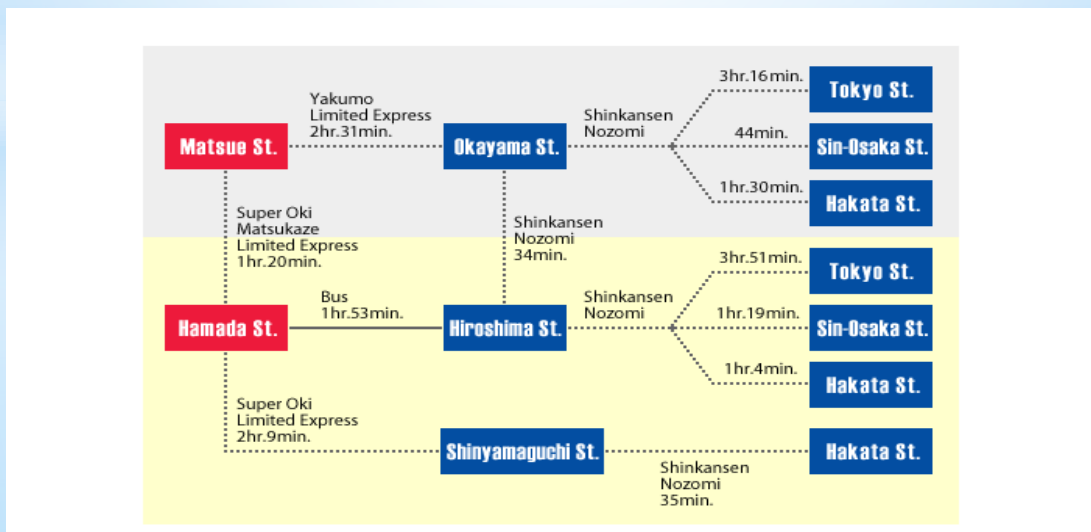 3hr.16min.
Tokyo St.
Yakumo
Limited Express
2hr.31min.
Shinkansen
Nozomi
Matsue St.
Okayama St.
44min.
Sin-Osaka St.
1hr.30min.
Hakata St.
Super Oki
Matsukaze
Limited Express
1hr.20min.
Shinkansen
Nozomi
34min.
3hr.51min.
Tokyo St.
Bus
1hr.53min.
Shinkansen
Nozomi
Hamada St.
Hiroshima St.
1hr.19min.
Sin-Osaka St.
1hr.4min.
Hakata St.
Super Oki
Limited Express
2hr.9min.
Shinyamaguchi St.
Hakata St.
Shinkansen
Nozomi
35min.